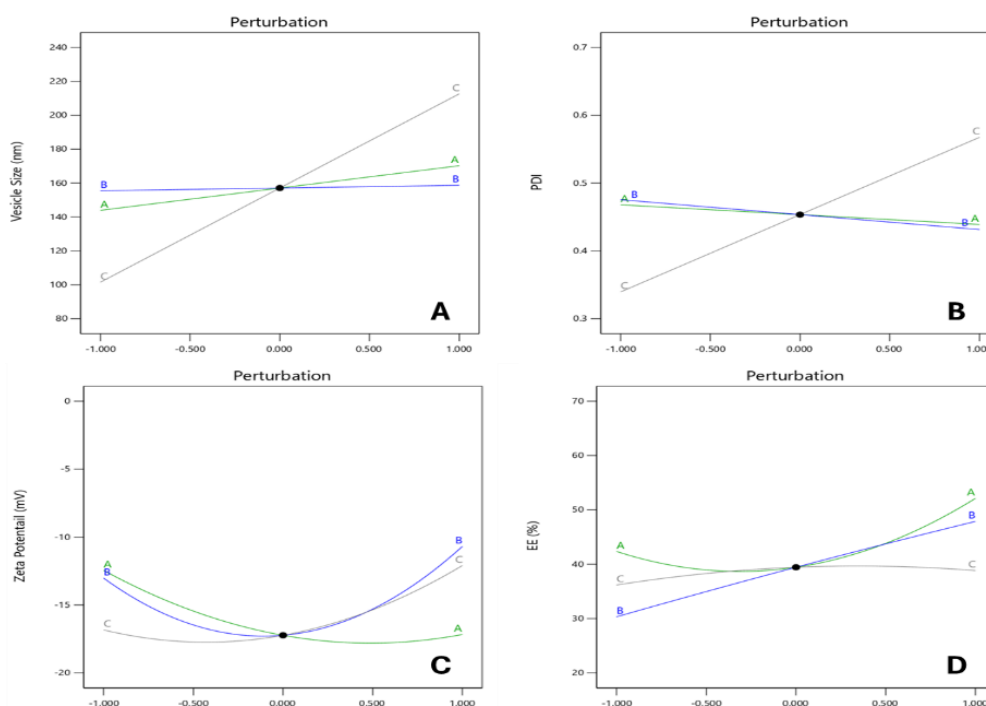 Perturbation
240
220
200
180
160
140
120
100
80
Vesicle Size (nm)
C
A
B
B
A
C
A
-1.000 -0.500 0.000 0.500 1.000
Perturbation
0.7
0.6
0.5
0.4
0.3
PDI
C
A B
B A
C
B
-1.000 -0.500 0.000 0.500 1.000
Perturbation
0
-5
-10
-15
-20
Zeta Potentail (mV)
B
C
A
B
C
A
C
-1.000 -0.500 0.000 0.500 1.000
Perturbation
70
60
50
40
30
20
EE (%)
A
B
A
C
C
B
D
-1.000 -0.500 0.000 0.500 1.000